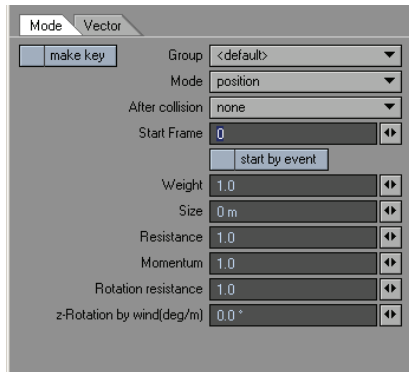 Mode Vector
make key Group <default>
Mode position
After collision none
Start Frame 0
start by event
Weight 1.0
Size 0 m
Resistance 1.0
Momentum 1.0
Rotation resistance 1.0
z-Rotation by wind(deg/m) 0.0 °